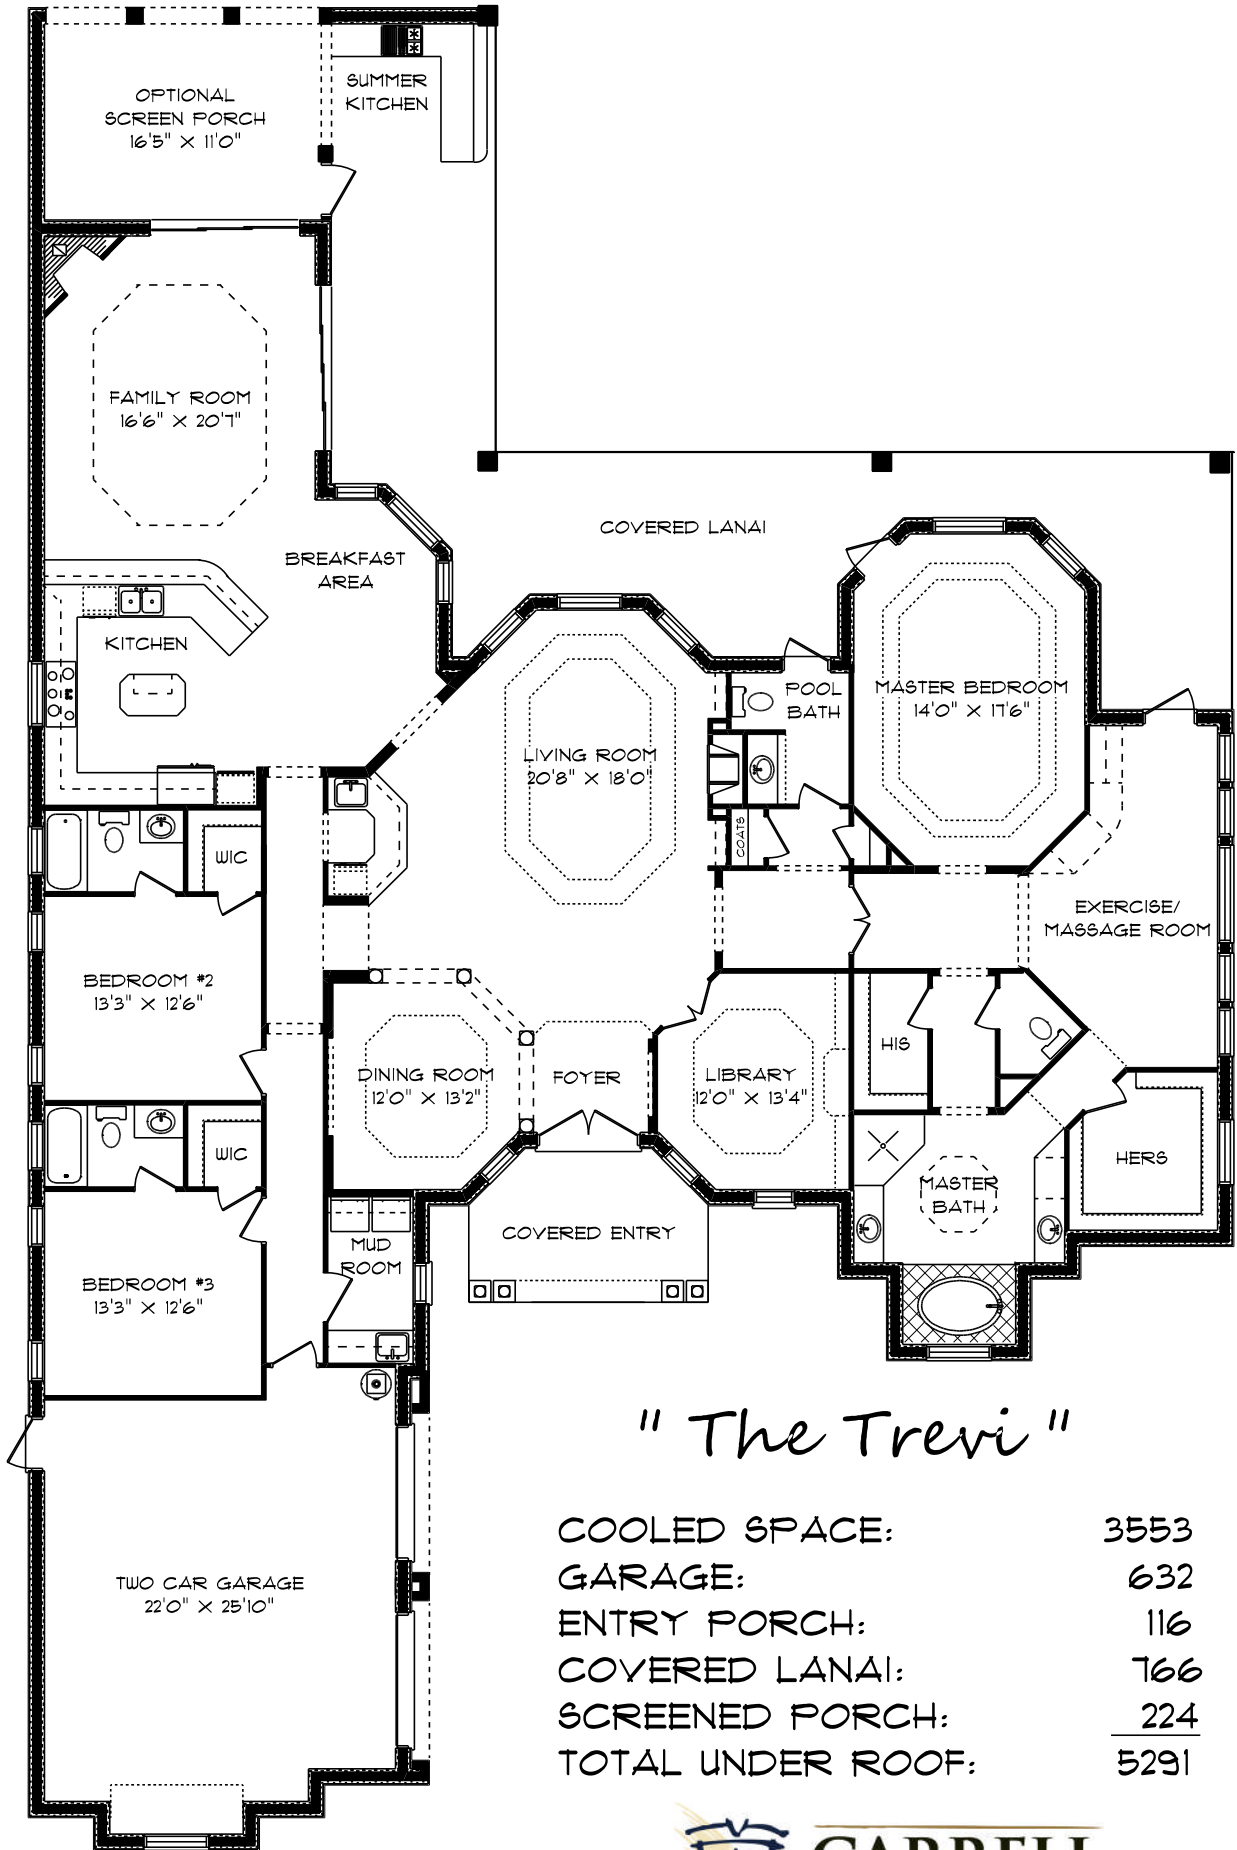 OPTIONAL
SCREEN PORCH
16'5" X 11'0"
SUMMER
KITCHEN
FAMILY ROOM
16'6" X 20'7"
BREAKFAST
AREA
COVERED LANAI
KITCHEN
LIVING ROOM
20'8" X 18'0"
POOL
BATH
MASTER BEDROOM
14'0" X 17'6"
COATS
WIC
EXERCISE/
MASSAGE ROOM
BEDROOM #2
13'3" X 12'6"
HIS
DINING ROOM
12'0" X 13'2"
FOYER
LIBRARY
12'0" X 13'4"
WIC
HERS
MASTER
BATH
COVERED ENTRY
MUD
ROOM
BEDROOM #3
13'3" X 12'6"
" The Trevi "
TWO CAR GARAGE
22'0" X 25'10"
COOLED SPACE: 3553
GARAGE: 632
ENTRY PORCH: 116
COVERED LANAI: 766
SCREENED PORCH: 224
TOTAL UNDER ROOF: 5291